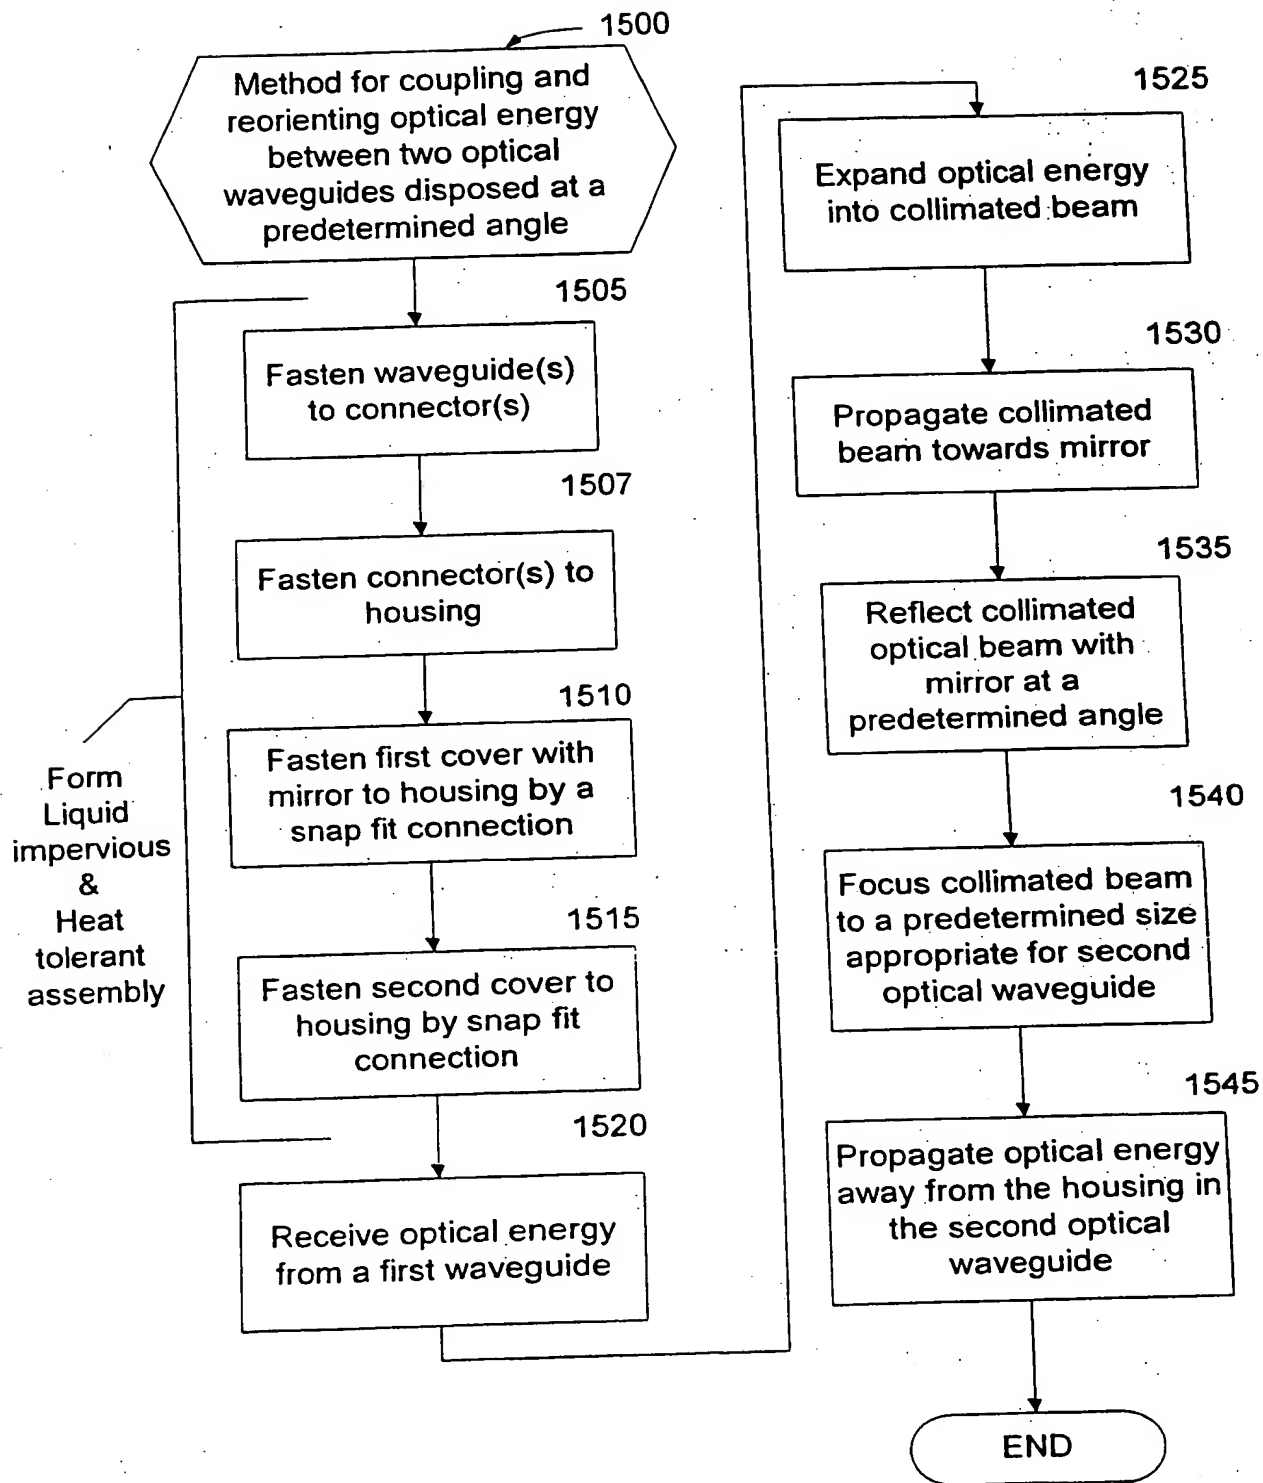 1500
Method for coupling and
reorienting optical energy
between two optical
waveguides disposed at a
predetermined angle
1505
Fasten waveguide(s)
to connector(s)
1507
Fasten connector(s) to
housing
1510
Fasten first cover with
mirror to housing by a
snap fit connection
1515
Fasten second cover to
housing by snap fit
connection
1520
Receive optical energy
from a first waveguide
Form
Liquid
impervious
&
Heat
tolerant
assembly
1525
Expand optical energy
into collimated beam
1530
Propagate collimated
beam towards mirror
1535
Reflect collimated
optical beam with
mirror at a
predetermined angle
1540
Focus collimated beam
to a predetermined size
appropriate for second
optical waveguide
1545
Propagate optical energy
away from the housing in
the second optical
waveguide
END